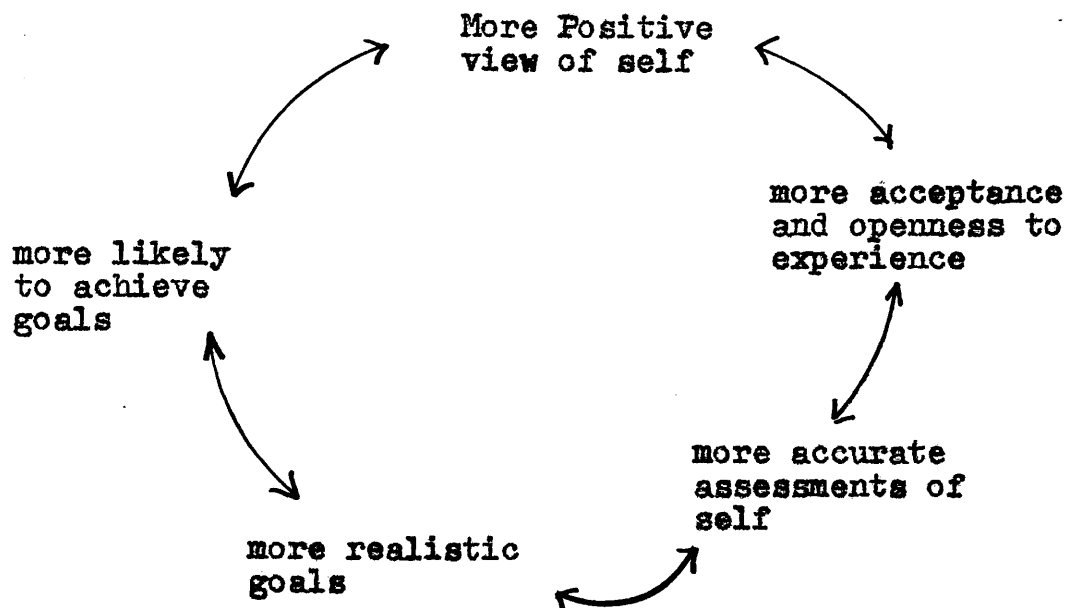 More Positive
view of self
more acceptance
and openness to
experience
more accurate
assessments of
self
more realistic
goals
more likely
to achieve
goals